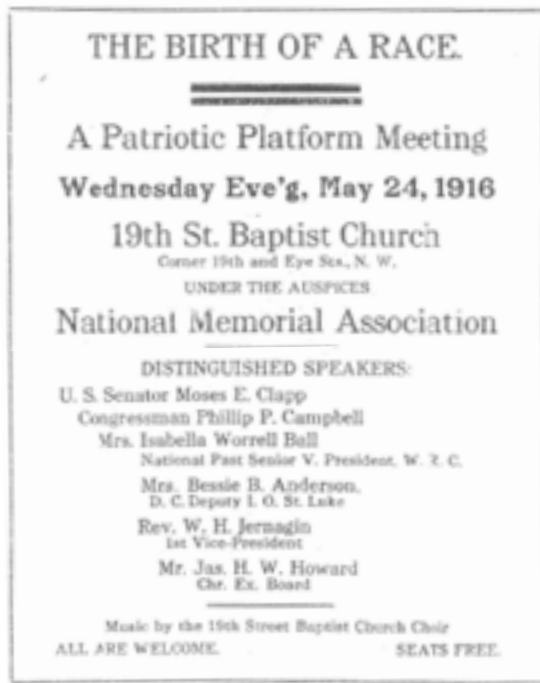 THE BIRTH OF A RACE.
A Patriotic Platform Meeting
Wednesday Eve'g, May 24, 1916
19th St. Baptist Church
Corner 19th and Eye Sts., N. W.
UNDER THE AUSPICES
National Memorial Association
DISTINGUISHED SPEAKERS:
U. S. Senator Moses E. Clapp
Congressman Phillip P. Campbell
Mrs. Isabella Worrell Ball
National Past Senior V. President, W. R. C.
Mrs. Bessie B. Anderson,
D. C. Deputy I. O. St. Luke
Rev. W. H. Jernagin
1st Vice-President
Mr. Jas. H. W. Howard
Chr. Ex. Board
Music by the 19th Street Baptist Church Choir
ALL ARE WELCOME. SEATS FREE.